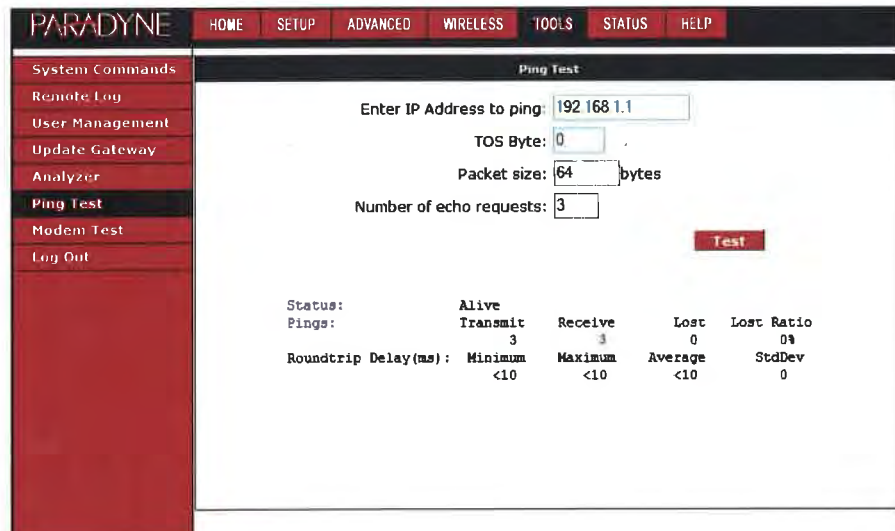 PARADYNE HOME SETUP ADVANCED WIRELESS TOOLS STATUS HELP
System Commands
Remote Log
User Management
Update Gateway
Analyzer
Ping Test
Modem Test
Log Out
Ping Test
Enter IP Address to ping: 192.168.1.1
TOS Byte: 0
Packet size: 64 bytes
Number of echo requests: 3
Test
Status: Alive
Pings: Transmit Receive Lost Lost Ratio
3 3 0 0%
Roundtrip Delay(ms): Minimum Maximum Average StdDev
<10 <10 <10 0